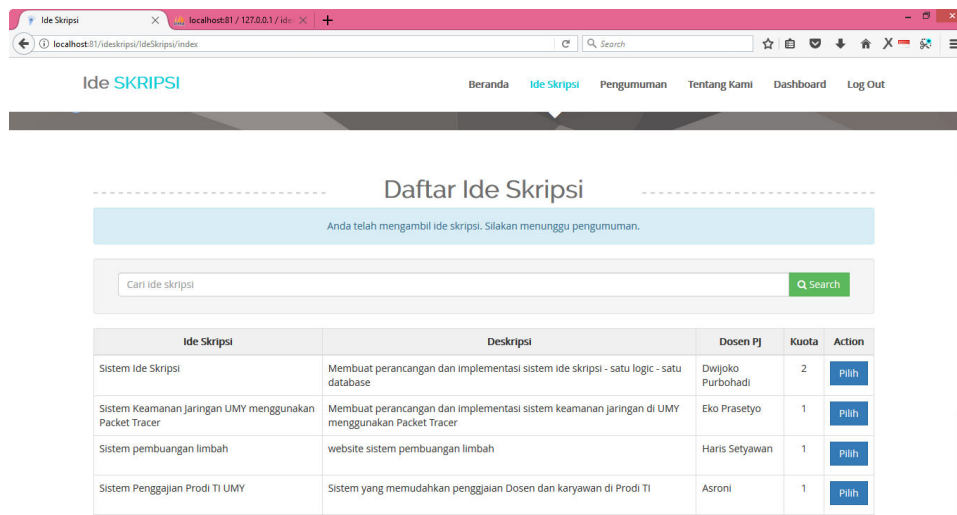 Ide Skripsi
localhost:81 / 127.0.0.1 / ide
localhost:81/ideskripsi/IdeSkripsi/index
Search
Ide SKRIPSI
Beranda Ide Skripsi Pengumuman Tentang Kami Dashboard Log Out
Daftar Ide Skripsi
Anda telah mengambil ide skripsi. Silakan menunggu pengumuman.
Cari ide skripsi Search
Ide Skripsi Deskripsi Dosen PJ Kuota Action
Sistem Ide Skripsi Membuat perancangan dan implementasi sistem ide skripsi - satu logic - satu Dwijoko 2 Pilih
database Purbohadi
Sistem Keamanan Jaringan UMY menggunakan Membuat perancangan dan implementasi sistem keamanan jaringan di UMY Eko Prasetyo 1 Pilih
Packet Tracer menggunakan Packet Tracer
Sistem pembuangan limbah website sistem pembuangan limbah Haris Setyawan 1 Pilih
Sistem Penggajian Prodi TI UMY Sistem yang memudahkan penggjaian Dosen dan karyawan di Prodi TI Asroni 1 Pilih